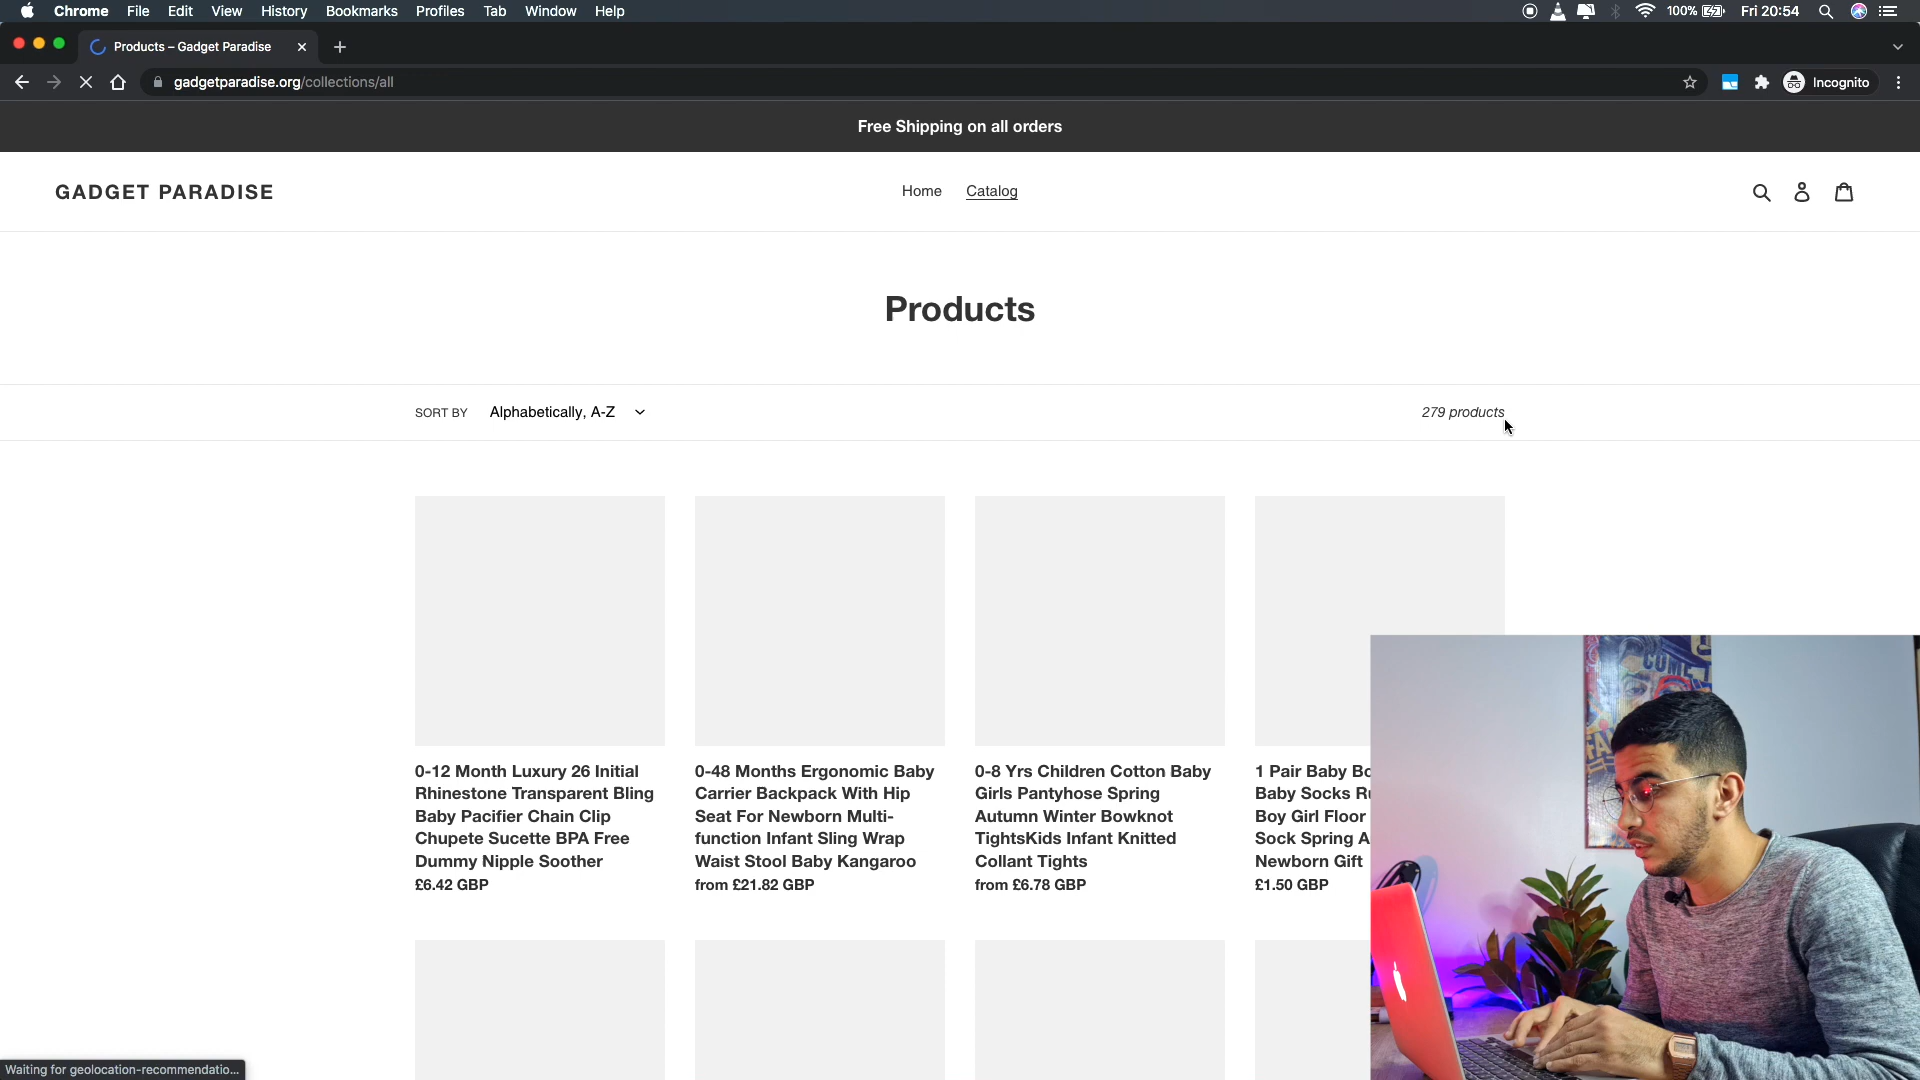 Chrome File Edit View History Bookmarks Profiles Tab Window Help 100% Fri 20:54
Products – Gadget Paradise
gadgetparadise.org/collections/all Incognito
Free Shipping on all orders
GADGET PARADISE Home Catalog
Products
SORT BY Alphabetically, A-Z 279 products
0-12 Month Luxury 26 Initial
Rhinestone Transparent Bling
Baby Pacifier Chain Clip
Chupete Sucette BPA Free
Dummy Nipple Soother
£6.42 GBP
0-48 Months Ergonomic Baby
Carrier Backpack With Hip
Seat For Newborn Multi-
function Infant Sling Wrap
Waist Stool Baby Kangaroo
from £21.82 GBP
0-8 Yrs Children Cotton Baby
Girls Pantyhose Spring
Autumn Winter Bowknot
TightsKids Infant Knitted
Collant Tights
from £6.78 GBP
1 Pair Baby
Baby Socks
Boy Girl Floor
Sock Spring
Newborn Gift
£1.50 GBP
COME
Waiting for geolocation-recommendatio...